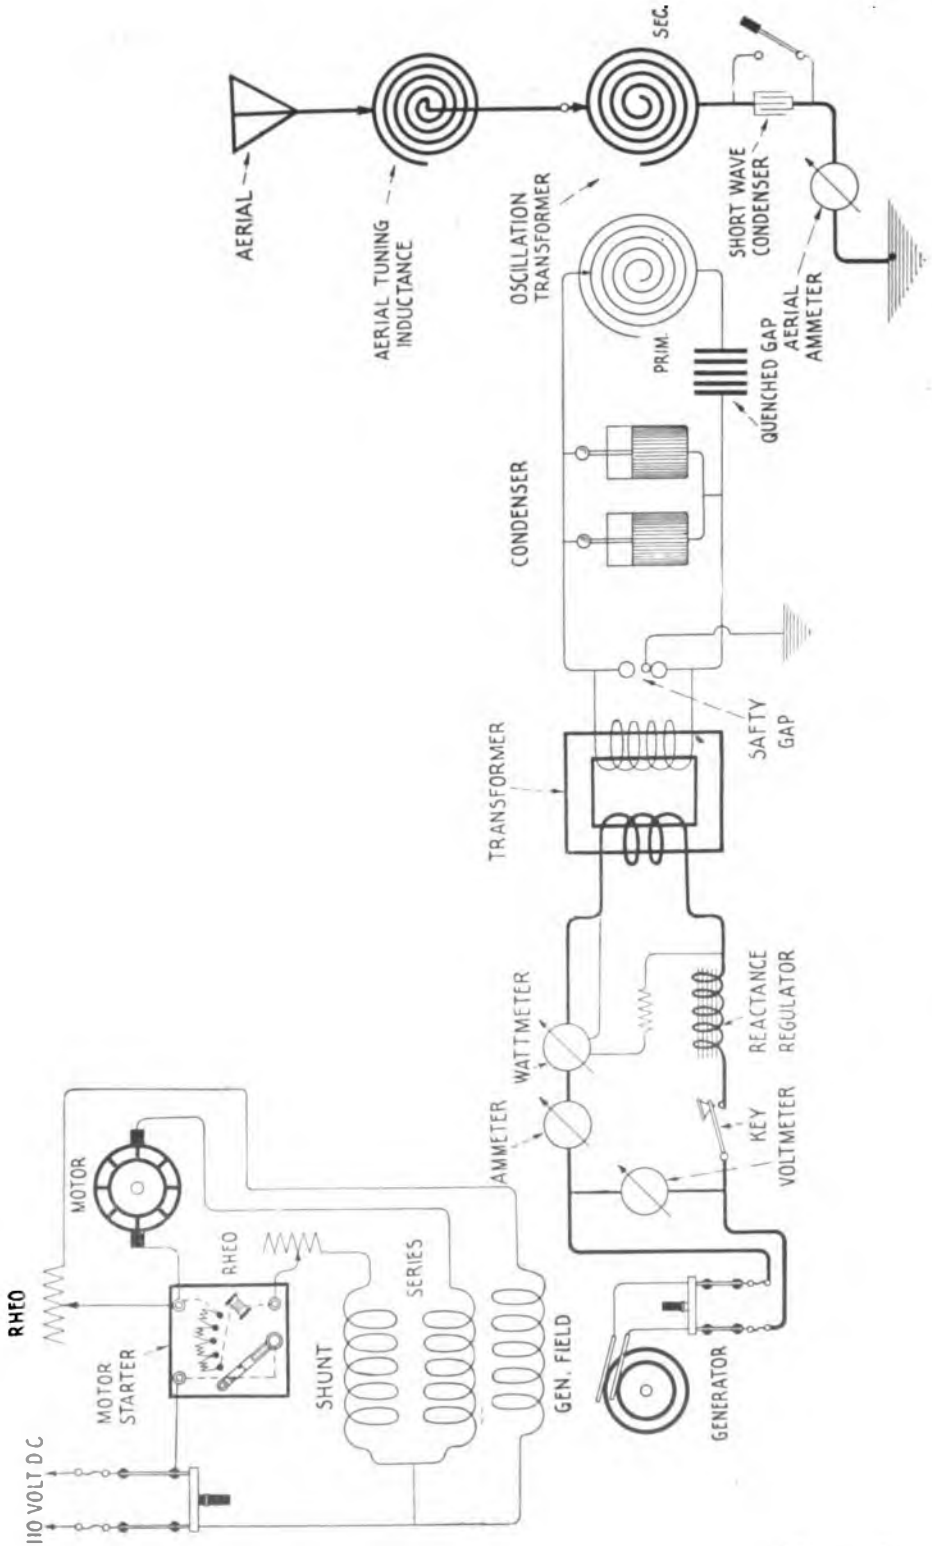 110 VOLT D C
RHEO
MOTOR
STARTER
MOTOR
RHEO
SHUNT
SERIES
GEN. FIELD
GENERATOR
AMMETER
WATTMETER
VOLTMETER
KEY
REACTANCE
REGULATOR
TRANSFORMER
SAFTY
GAP
CONDENSER
QUENCHED GAP
PRIM.
OSCILLATION
TRANSFORMER
SEC.
AERIAL
AERIAL TUNING
INDUCTANCE
SHORT WAVE
CONDENSER
AERIAL
AMMETER